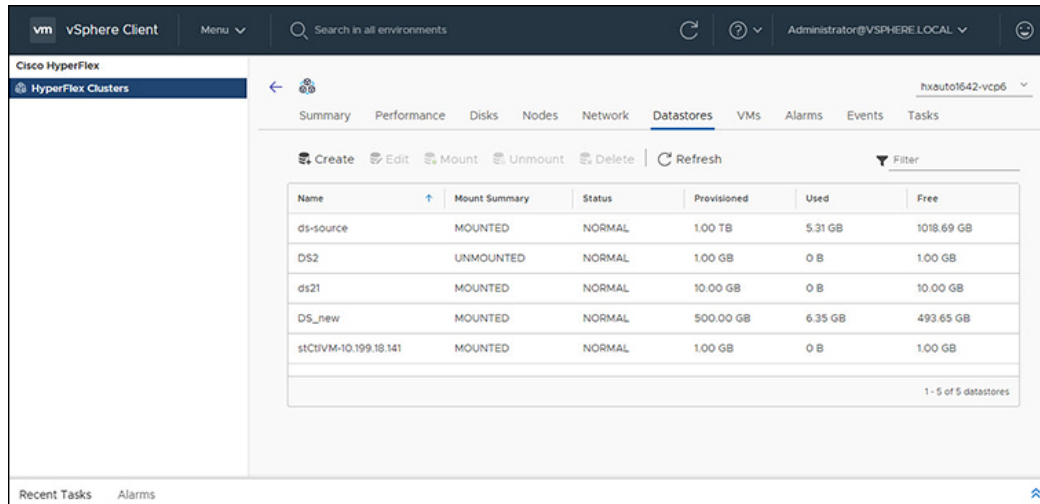 vm vSphere Client Menu Search in all environments Administrator@VSPHERE.LOCAL
Cisco HyperFlex
HyperFlex Clusters
hxauto1642-vcp6
Summary Performance Disks Nodes Network Datastores VMs Alarms Events Tasks
Create Edit Mount Unmount Delete Refresh Filter
Name Mount Summary Status Provisioned Used Free
ds-source MOUNTED NORMAL 1.00 TB 5.31 GB 1018.69 GB
DS2 UNMOUNTED NORMAL 1.00 GB 0 B 1.00 GB
ds21 MOUNTED NORMAL 10.00 GB 0 B 10.00 GB
DS_new MOUNTED NORMAL 500.00 GB 6.35 GB 493.65 GB
stCtlVM-10.199.18.141 MOUNTED NORMAL 1.00 GB 0 B 1.00 GB
1 - 5 of 5 datastores
Recent Tasks Alarms